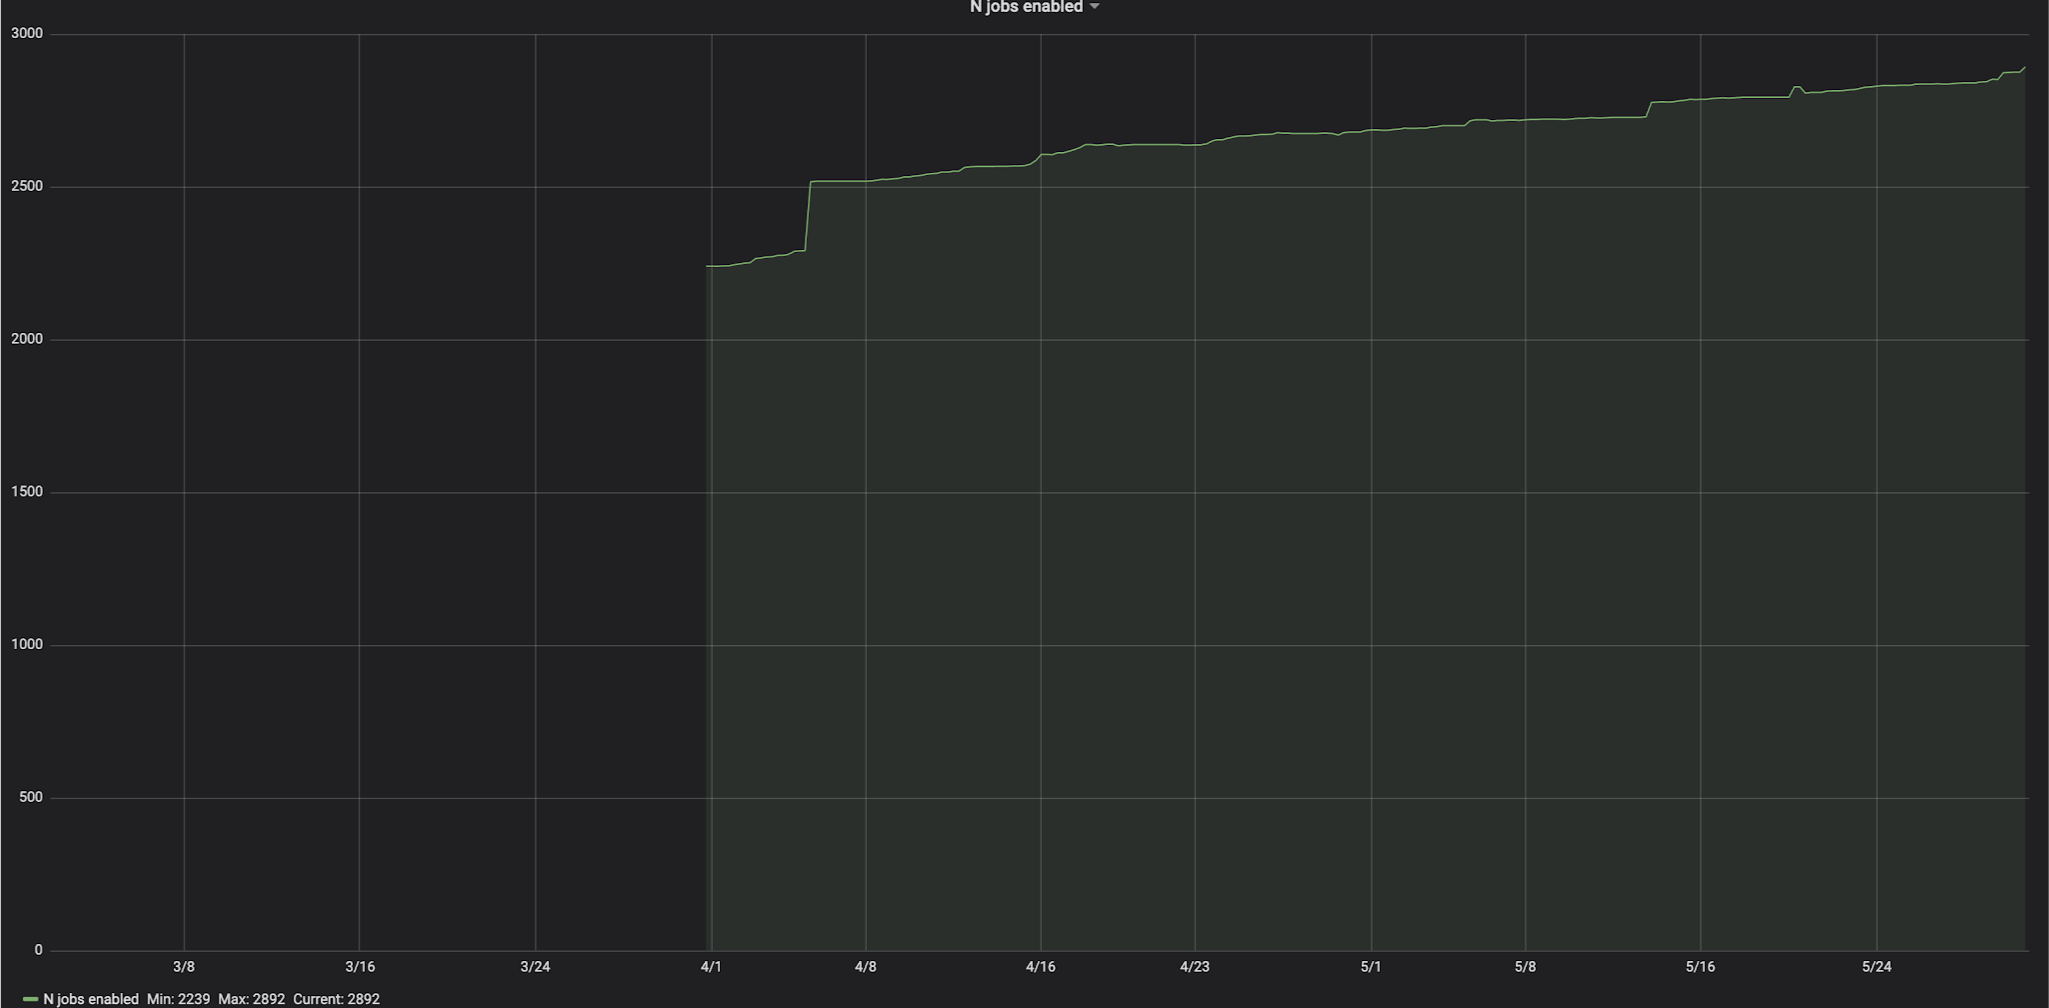 N jobs enabled
3000
2500
2000
1500
1000
500
0
3/8 3/16 3/24 4/1 4/8 4/16 4/23 5/1 5/8 5/16 5/24
N jobs enabled Min: 2239 Max: 2892 Current: 2892